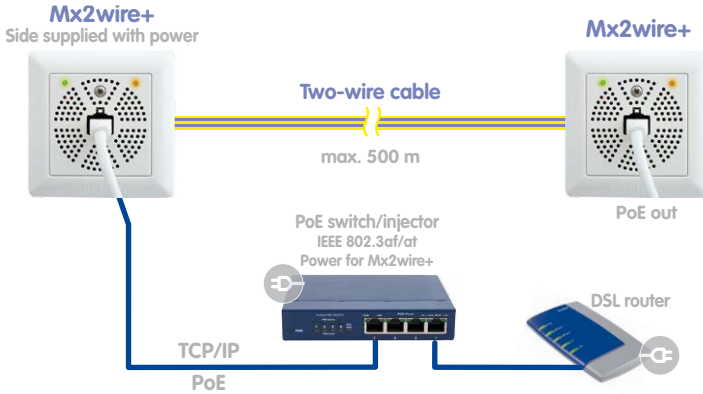 Mx2wire+
Side supplied with power
Mx2wire+
Two-wire cable
max. 500 m
PoE out
PoE switch/injector
IEEE 802.3af/at
Power for Mx2wire+
DSL router
TCP/IP
PoE